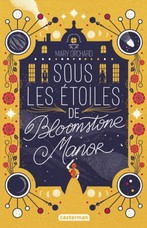 MARY ORCHARD
SOUS
LES ÉTOILES
DE
Bloomstone
Manor
casterman